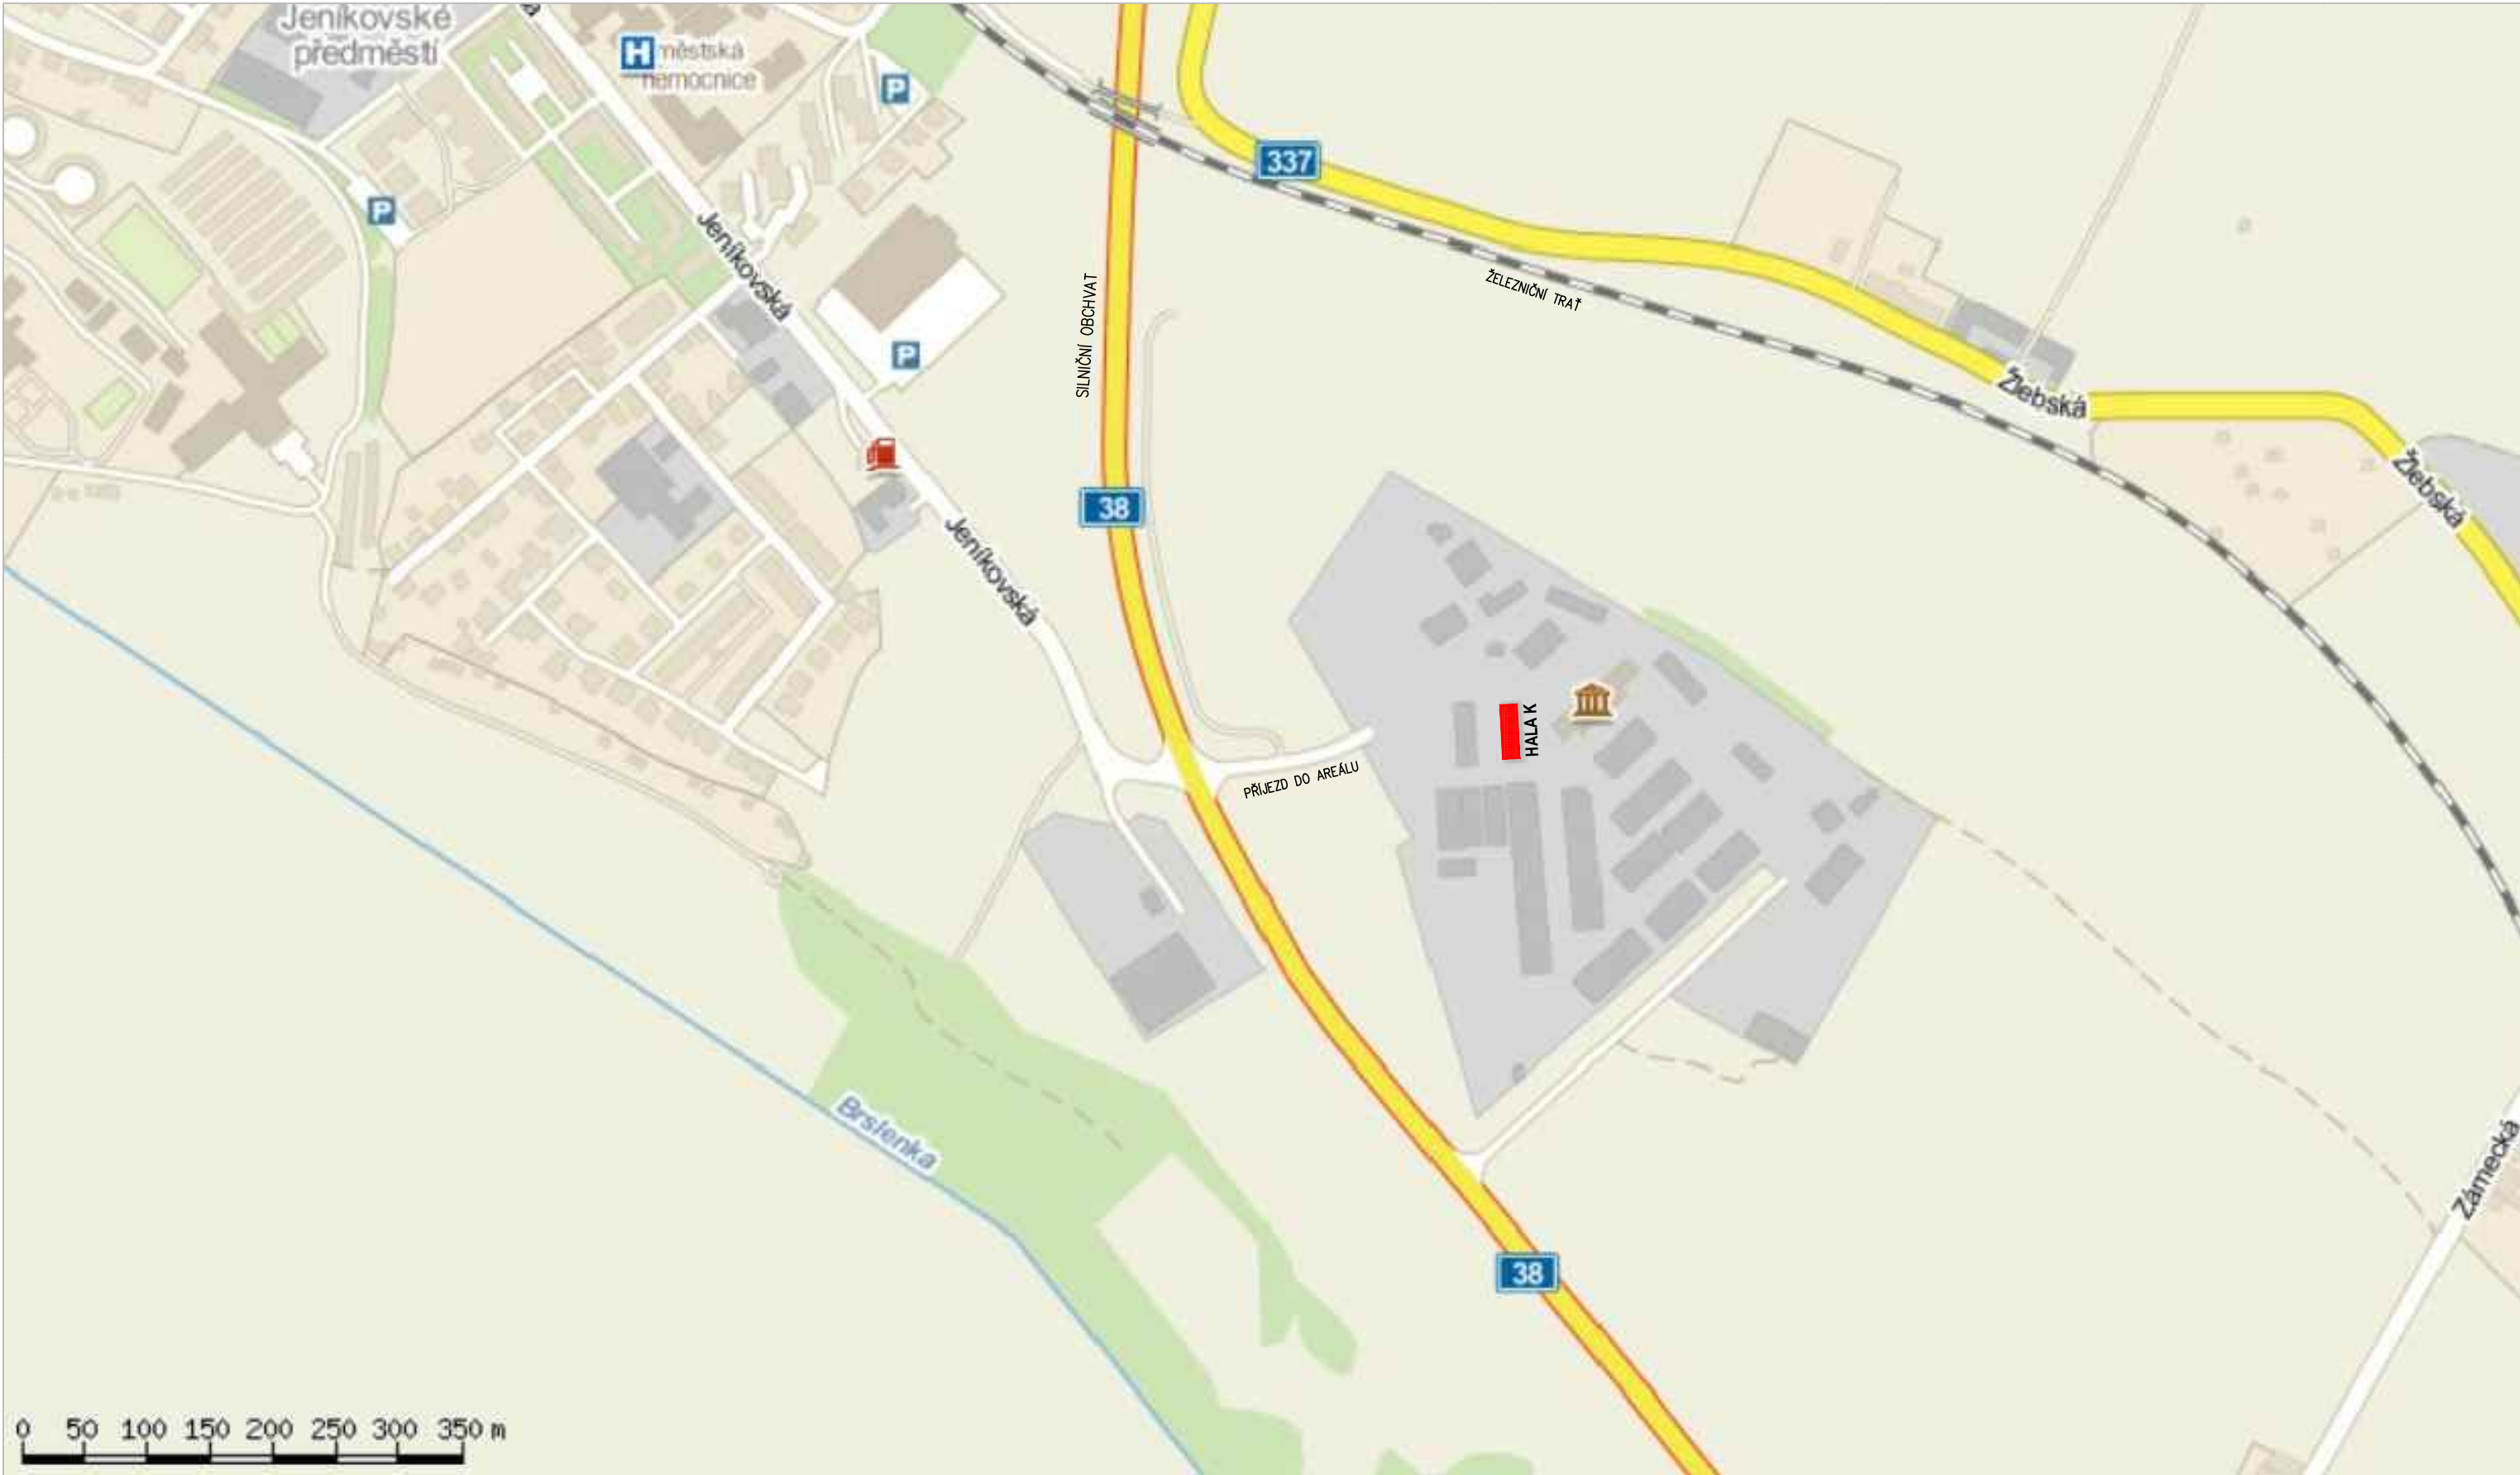 Jeníkovské
předměstí
H městská
nemocnice
P
P
337
Jeníkovská
SILNIČNÍ OBCHVAT
ŽELEZNIČNÍ TRAŤ
P
Žlebská
Žlebská
38
Jeníkovská
HALA K
PŘÍJEZD DO AREÁLU
Brslenka
Zámecká
38
0 50 100 150 200 250 300 350 m